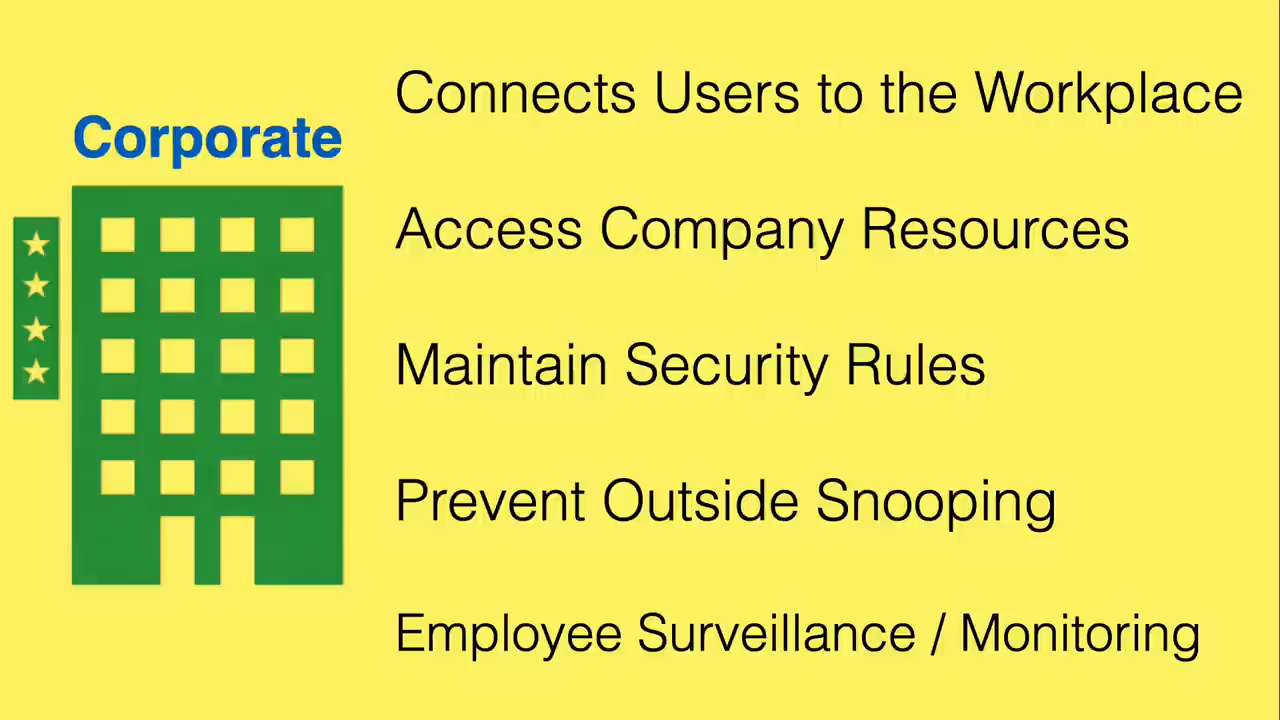 Corporate
Connects Users to the Workplace
Access Company Resources
Maintain Security Rules
Prevent Outside Snooping
Employee Surveillance / Monitoring